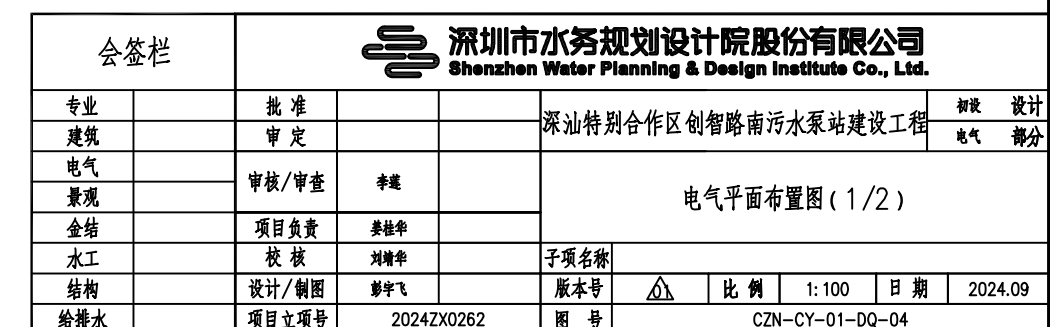 会签栏
深圳市水务规划设计院股份有限公司
Shenzhen Water Planning & Design Institute Co., Ltd.
专业 批 准 深汕特别合作区创智路南污水泵站建设工程 初设 设计
建筑 审 定 电气 部分
电气 审核/审查 李莲 电气平面布置图(1/2)
景观
金结 项目负责 姜桂华
水工 校 核 刘靖华 子项名称
结构 设计/制图 彭宇飞 版本号 01 比 例 1:100 日 期 2024.09
给排水 项目立项号 2024ZX0262 图 号 CZN-CY-01-DQ-04